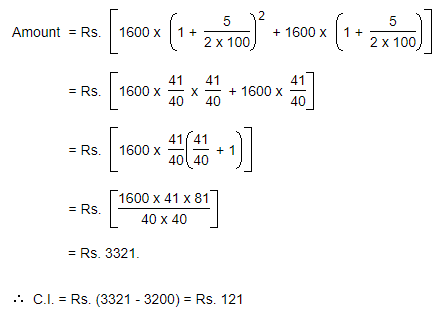 Amount = Rs. [1600 x (1 + 5/(2 x 100))² + 1600 x (1 + 5/(2 x 100))]
= Rs. [1600 x 41/40 x 41/40 + 1600 x 41/40]
= Rs. [1600 x 41/40(41/40 + 1)]
= Rs. [(1600 x 41 x 81)/(40 x 40)]
= Rs. 3321.
∴ C.I. = Rs. (3321 - 3200) = Rs. 121